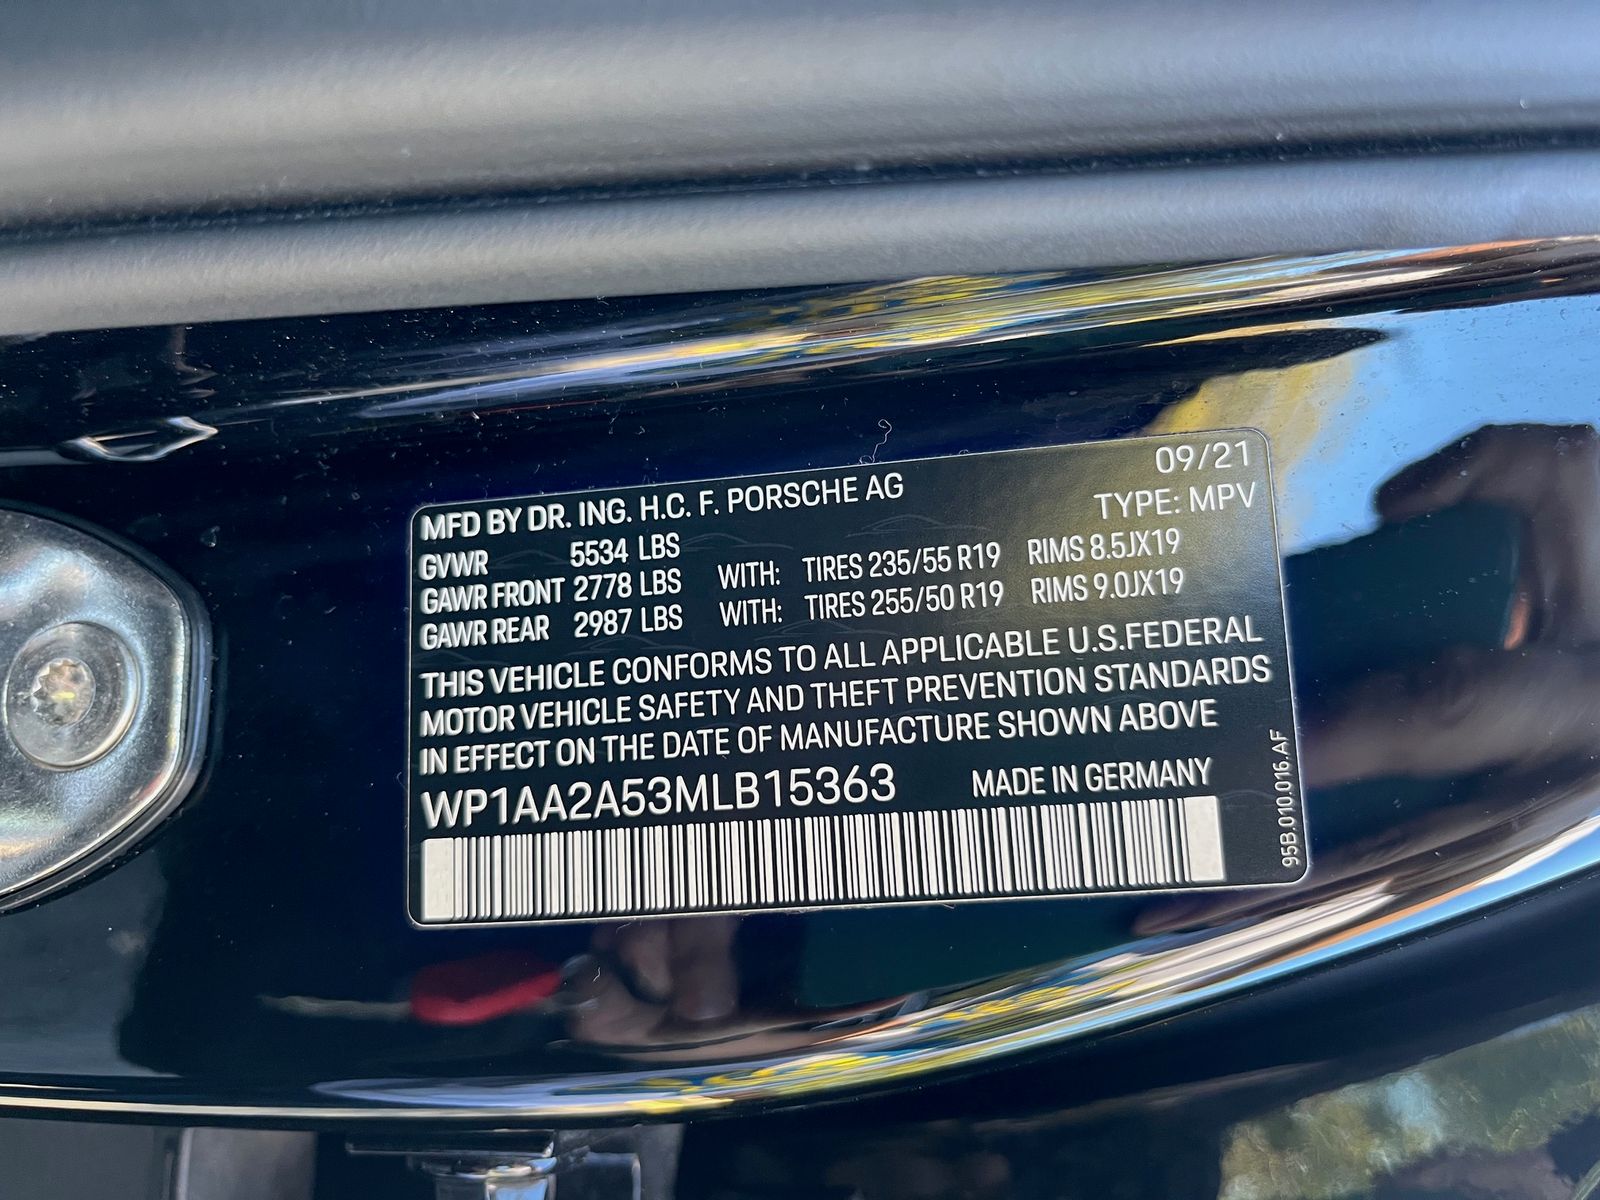 09/21
MFD BY DR. ING. H.C. F. PORSCHE AG
TYPE: MPV
GVWR 5534 LBS
GAWR FRONT 2778 LBS WITH: TIRES 235/55 R19 RIMS 8.5JX19
GAWR REAR 2987 LBS WITH: TIRES 255/50 R19 RIMS 9.0JX19
THIS VEHICLE CONFORMS TO ALL APPLICABLE U.S.FEDERAL
MOTOR VEHICLE SAFETY AND THEFT PREVENTION STANDARDS
IN EFFECT ON THE DATE OF MANUFACTURE SHOWN ABOVE
WP1AA2A53MLB15363 MADE IN GERMANY
95B.010.016.AF